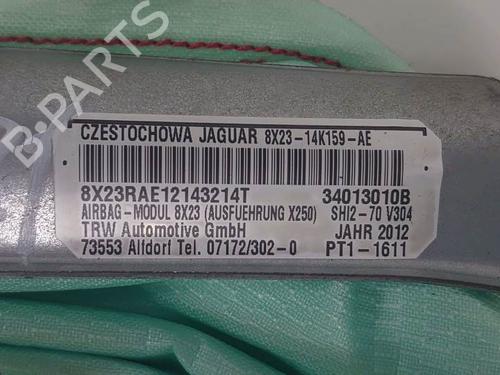 B-PARTS
CZESTOCHOWA JAGUAR 8X23-14K159-AE
8X23RAE12143214T 34013010B
AIRBAG-MODUL 8X23 (AUSFUEHRUNG X250) SHI2-70 V304
TRW Automotive GmbH JAHR 2012
73553 Alfdorf Tel. 07172/302-0 PT1-1611